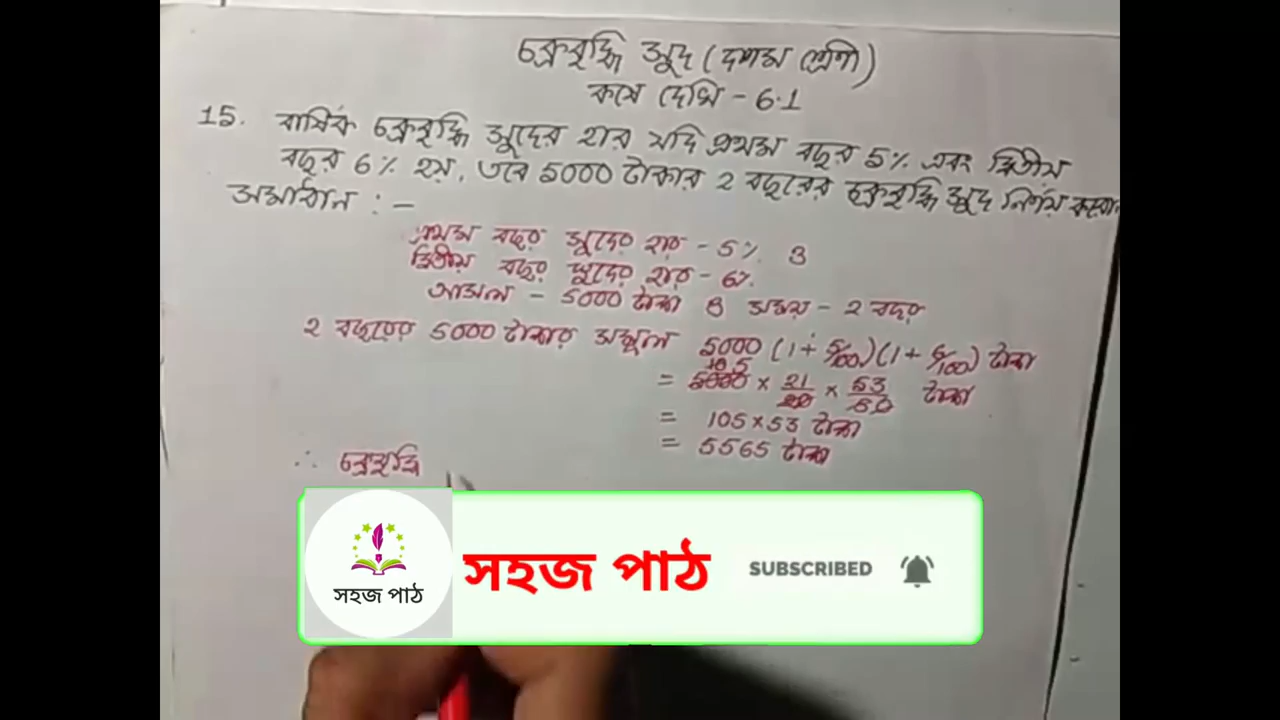 চক্রবৃদ্ধি সুদ (দশম শ্রেণী)
কষে দেখি - 6.1
15. বার্ষিক চক্রবৃদ্ধি সুদের হার যদি প্রথম বছর 5% এবং দ্বিতীয়
বছর 6% হয়, তবে 5000 টাকার 2 বছরের চক্রবৃদ্ধি সুদ নির্ণয় করো
সমাধান : -
প্রথম বছর সুদের হার - 5% ও
দ্বিতীয় বছর সুদের হার - 6%
আসল - 5000 টাকা ও সময় - 2 বছর
2 বছরের 5000 টাকার সমূল 5000 (1 + 5/100)(1 + 6/100) টাকা
= 5000 × 21/20 × 53/50 টাকা
= 105 × 53 টাকা
= 5565 টাকা
∴ চক্রবৃদ্ধি
সহজ পাঠ
সহজ পাঠ SUBSCRIBED